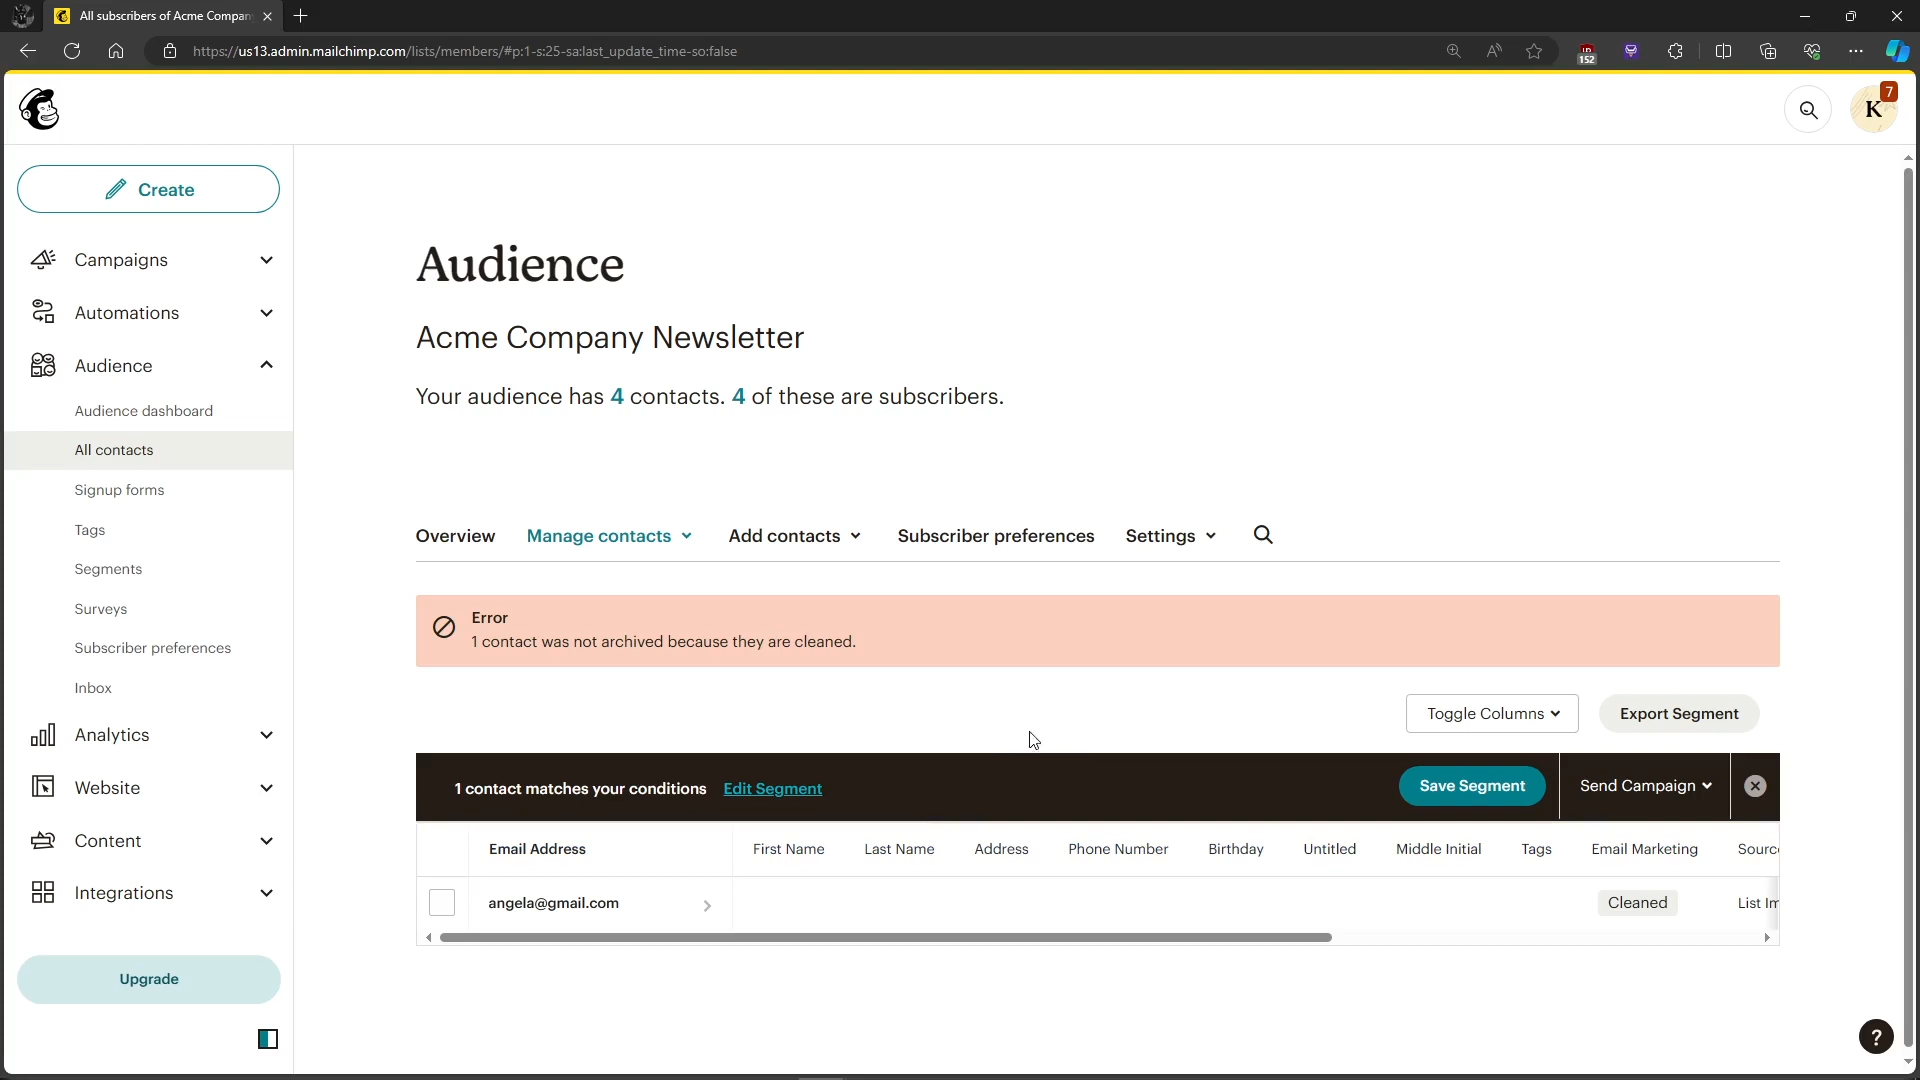 All subscribers of Acme Compan
https://us13.admin.mailchimp.com/lists/members/#p:1-s:25-sa:last_update_time-so:false
152
K
7
Create
Campaigns
Automations
Audience
Audience dashboard
All contacts
Signup forms
Tags
Segments
Surveys
Subscriber preferences
Inbox
Analytics
Website
Content
Integrations
Upgrade
Audience
Acme Company Newsletter
Your audience has 4 contacts. 4 of these are subscribers.
Overview Manage contacts Add contacts Subscriber preferences Settings
Error
1 contact was not archived because they are cleaned.
Toggle Columns Export Segment
1 contact matches your conditions Edit Segment Save Segment Send Campaign
Email Address First Name Last Name Address Phone Number Birthday Untitled Middle Initial Tags Email Marketing Sourc
angela@gmail.com Cleaned List Im
?